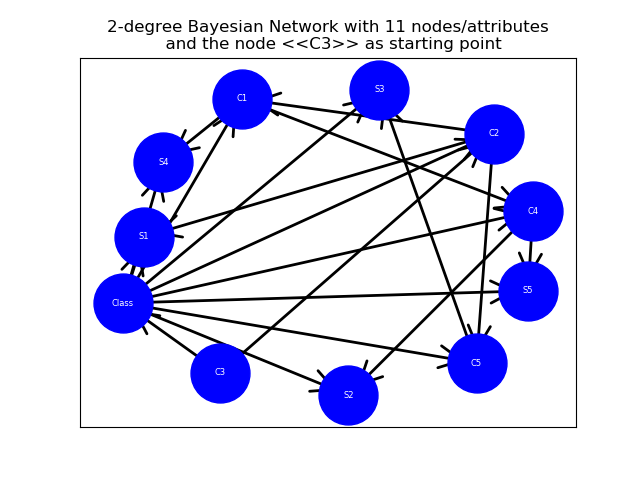 2-degree Bayesian Network with 11 nodes/attributes
and the node <<C3>> as starting point
S3
C1
C2
S4
C4
S1
S5
Class
C5
C3
S2